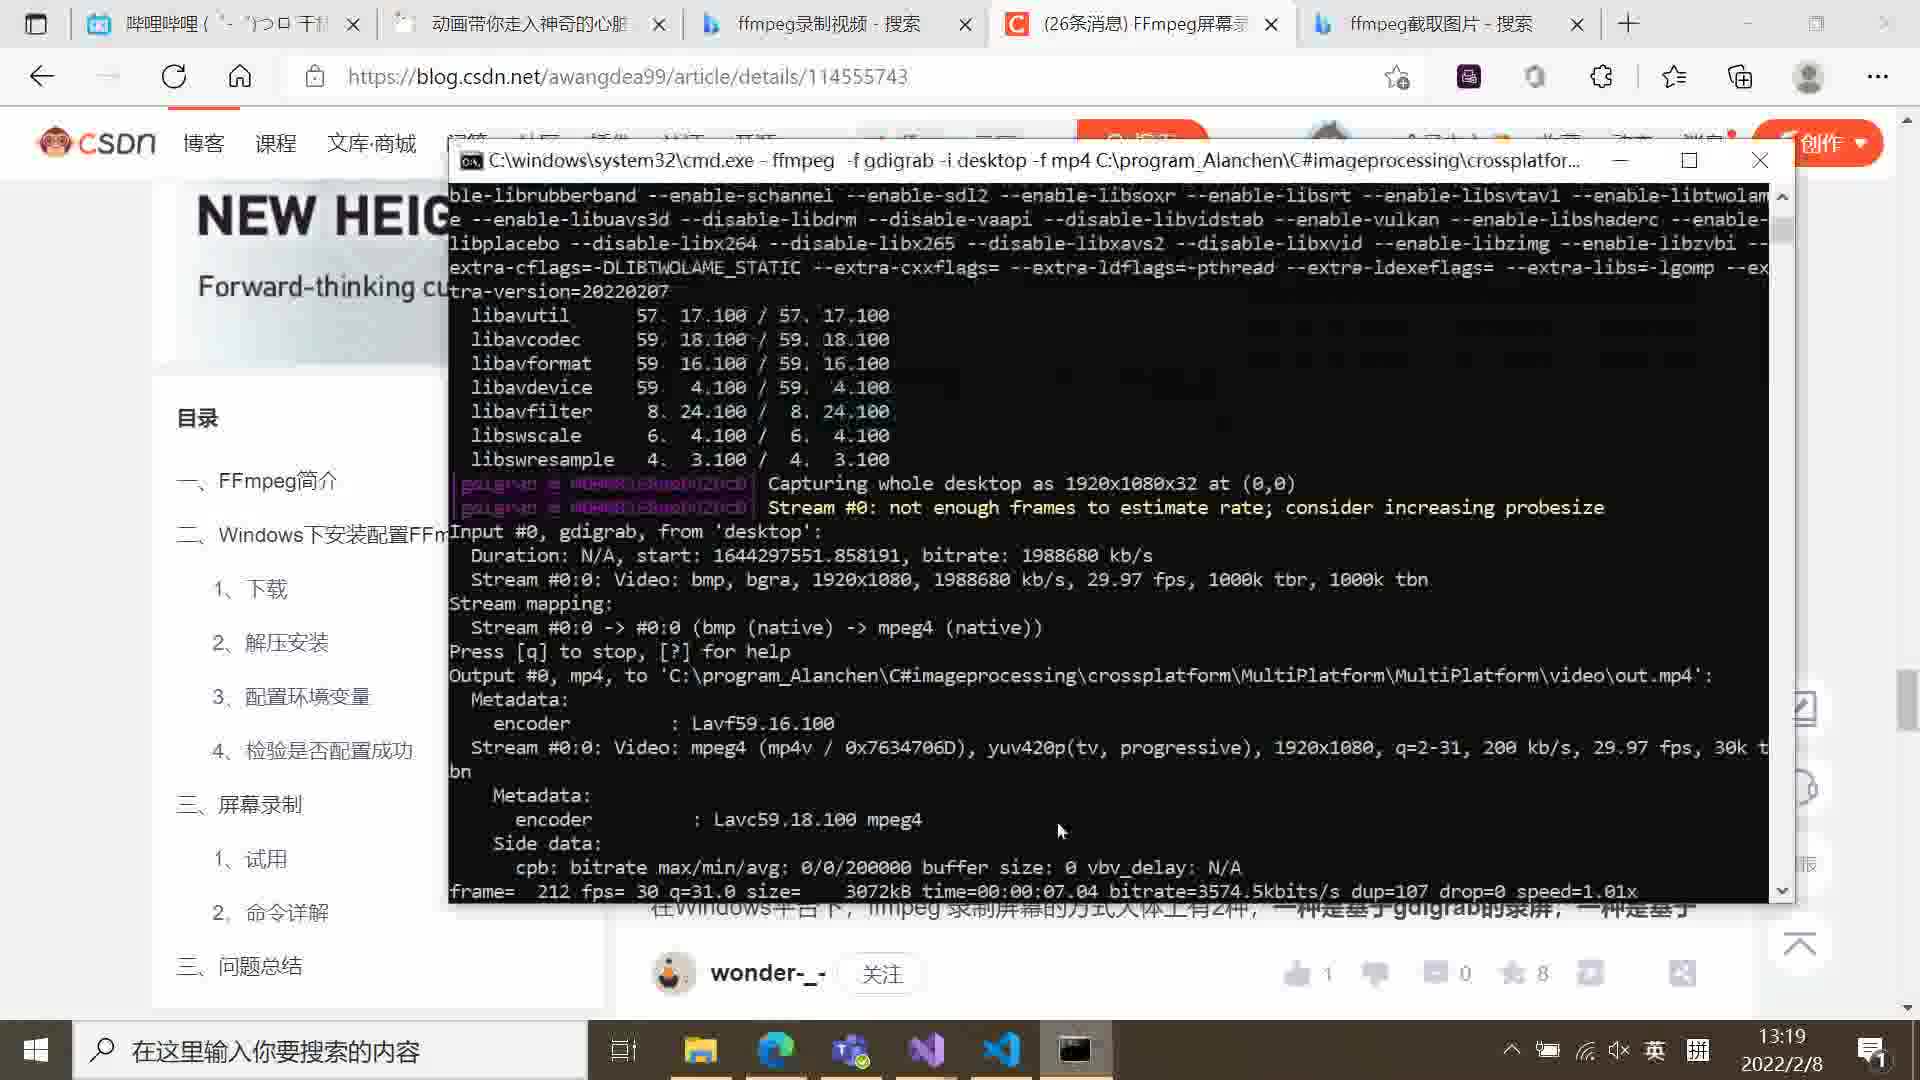 哔哩哔哩 (゜-゜)つロ 干杯
动画带你走入神奇的心脏
ffmpeg录制视频 - 搜索
(26条消息) FFmpeg屏幕录
ffmpeg截取图片 - 搜索
https://blog.csdn.net/awangdea99/article/details/114555743
CSDN
博客
课程
文库·商城
创作
NEW HEIG
Forward-thinking cu
C:\windows\system32\cmd.exe - ffmpeg  -f gdigrab -i desktop -f mp4 C:\program_Alanchen\C#imageprocessing\crossplatfor...
ble-librubberband --enable-schannel --enable-sdl2 --enable-libsoxr --enable-libsrt --enable-libsvtav1 --enable-libtwolam
e --enable-libuavs3d --disable-libdrm --disable-vaapi --disable-libvidstab --enable-vulkan --enable-libshaderc --enable-
libplacebo --disable-libx264 --disable-libx265 --disable-libxavs2 --disable-libxvid --enable-libzimg --enable-libzvbi --
extra-cflags=-DLIBTWOLAME_STATIC --extra-cxxflags= --extra-ldflags=-pthread --extra-ldexeflags= --extra-libs=-lgomp --ex
tra-version=20220207
libavutil      57. 17.100 / 57. 17.100
libavcodec     59. 18.100 / 59. 18.100
libavformat    59. 16.100 / 59. 16.100
libavdevice    59.  4.100 / 59.  4.100
libavfilter     8. 24.100 /  8. 24.100
libswscale      6.  4.100 /  6.  4.100
libswresample   4.  3.100 /  4.  3.100
Capturing whole desktop as 1920x1080x32 at (0,0)
Stream #0: not enough frames to estimate rate; consider increasing probesize
Input #0, gdigrab, from 'desktop':
Duration: N/A, start: 1644297551.858191, bitrate: 1988680 kb/s
Stream #0:0: Video: bmp, bgra, 1920x1080, 1988680 kb/s, 29.97 fps, 1000k tbr, 1000k tbn
Stream mapping:
Stream #0:0 -> #0:0 (bmp (native) -> mpeg4 (native))
Press [q] to stop, [?] for help
Output #0, mp4, to 'C:\program_Alanchen\C#imageprocessing\crossplatform\MultiPlatform\MultiPlatform\video\out.mp4':
Metadata:
encoder         : Lavf59.16.100
Stream #0:0: Video: mpeg4 (mp4v / 0x7634706D), yuv420p(tv, progressive), 1920x1080, q=2-31, 200 kb/s, 29.97 fps, 30k t
bn
Metadata:
encoder         : Lavc59.18.100 mpeg4
Side data:
cpb: bitrate max/min/avg: 0/0/200000 buffer size: 0 vbv_delay: N/A
frame=  212 fps= 30 q=31.0 size=    3072kB time=00:00:07.04 bitrate=3574.5kbits/s dup=107 drop=0 speed=1.01x
目录
一、FFmpeg简介
二、Windows下安装配置FFm
1、下载
2、解压安装
3、配置环境变量
4、检验是否配置成功
三、屏幕录制
1、试用
2、命令详解
三、问题总结
在Windows平台下，ffmpeg 录制屏幕的方式大体上有2种，一种是基于gdigrab的录屏，一种是基于
wonder-_-
关注
1
0
8
在这里输入你要搜索的内容
英
拼
13:19
2022/2/8
1